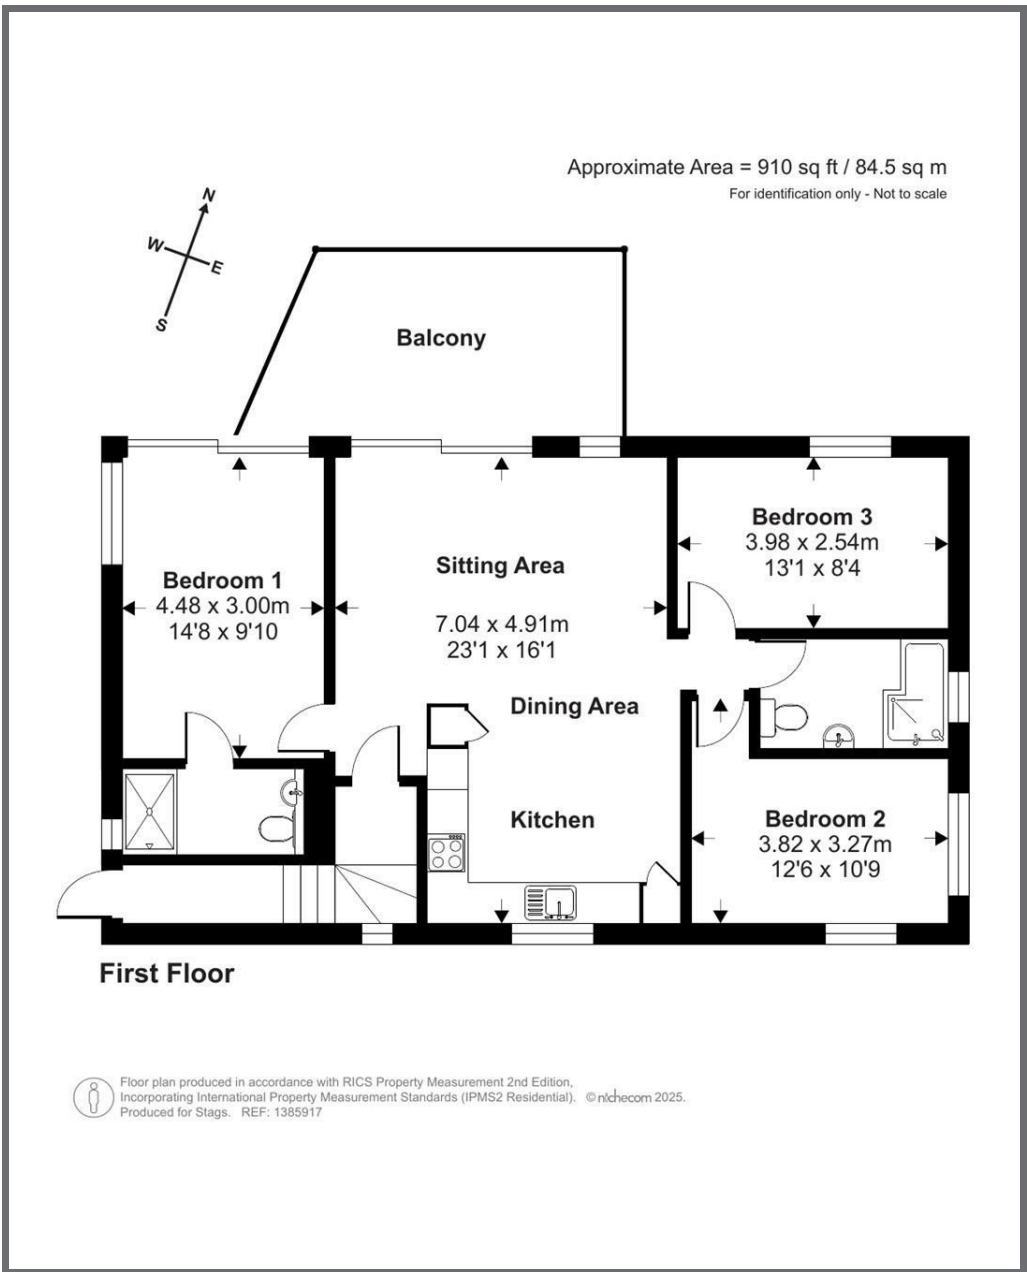 Approximate Area = 910 sq ft / 84.5 sq m
For identification only - Not to scale
N
W
E
S
Balcony
Bedroom 3
3.98 x 2.54m
13'1 x 8'4
Sitting Area
Bedroom 1
4.48 x 3.00m
14'8 x 9'10
7.04 x 4.91m
23'1 x 16'1
Dining Area
Kitchen
Bedroom 2
3.82 x 3.27m
12'6 x 10'9
First Floor
Floor plan produced in accordance with RICS Property Measurement 2nd Edition,
Incorporating International Property Measurement Standards (IPMS2 Residential). © nichecom 2025.
Produced for Stags. REF: 1385917